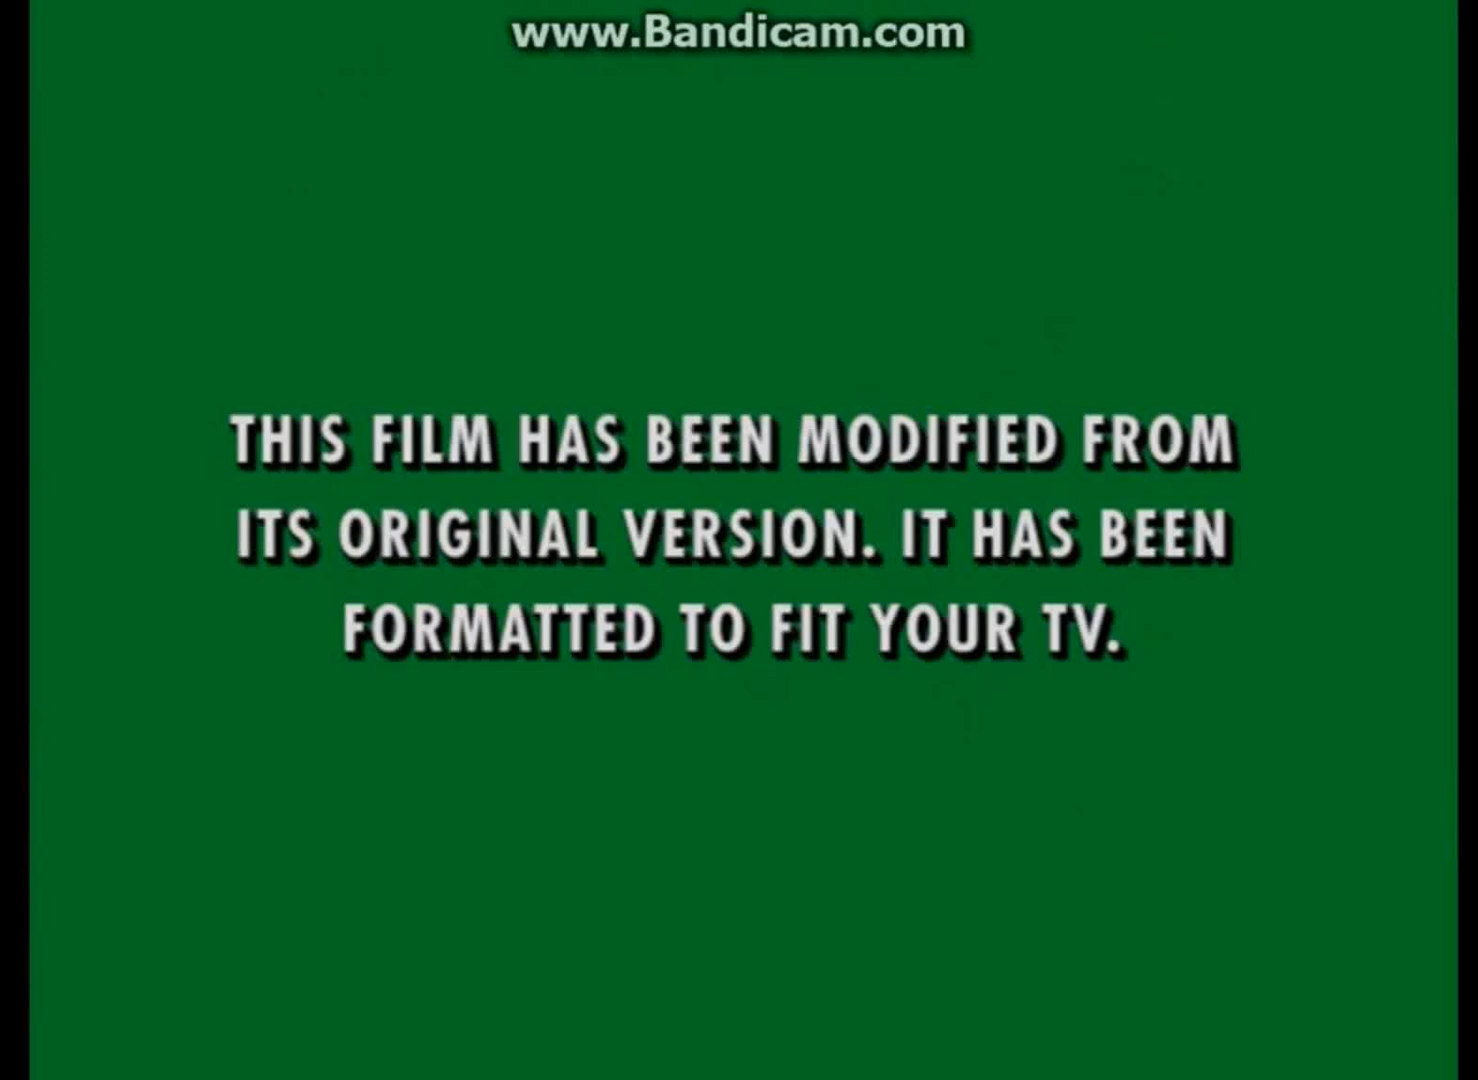 www.Bandicam.com
THIS FILM HAS BEEN MODIFIED FROM
ITS ORIGINAL VERSION. IT HAS BEEN
FORMATTED TO FIT YOUR TV.